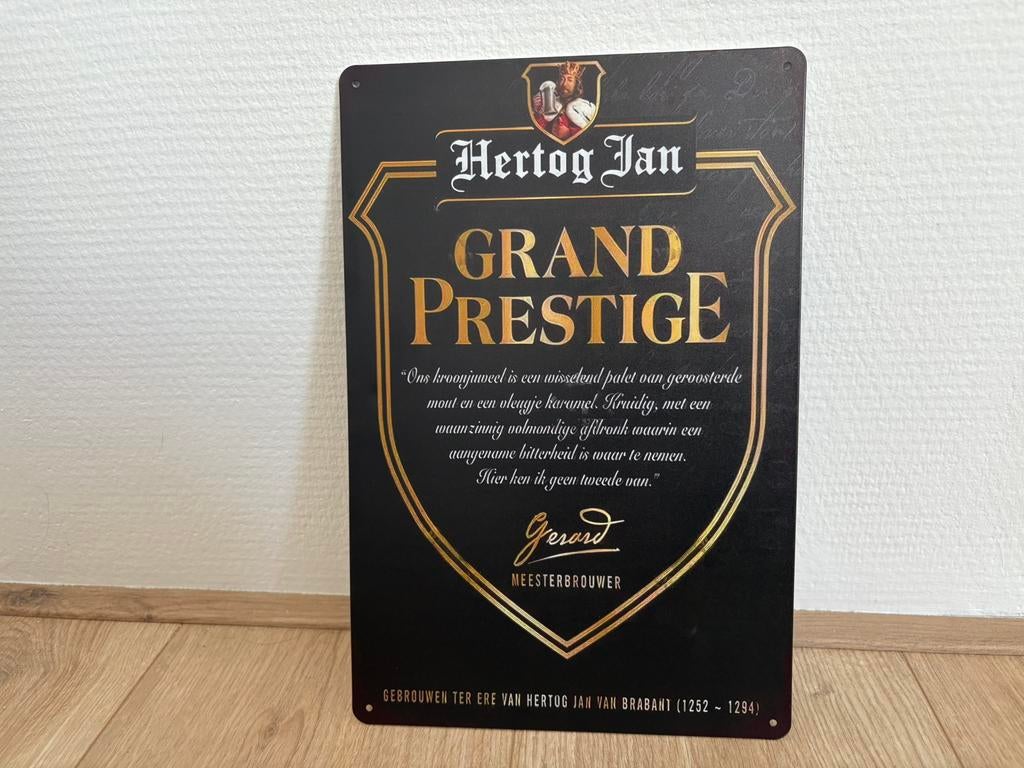 Hertog Jan
GRAND
PRESTIGE
“Ons kroonjuweel is een wisselend palet van geroosterde
mout en een vleugje karamel. Kruidig, met een
waanzinnig volmondige afdronk waarin een
aangename bitterheid is waar te nemen.
Hier ken ik geen tweede van.”
Gerard
MEESTERBROUWER
GEBROUWEN TER ERE VAN HERTOG JAN VAN BRABANT (1252 ~ 1294)